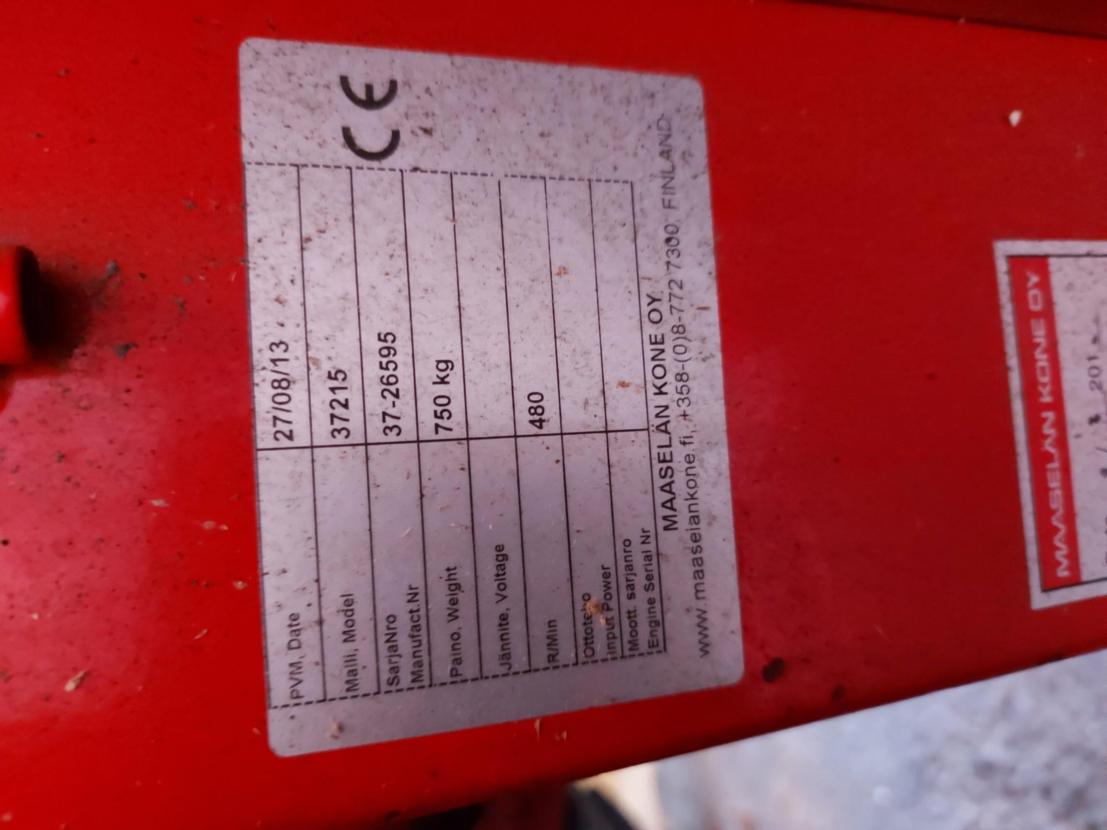 CE
PVM, Date 27/08/13
Malli, Model 37215
SarjaNro
Manufact.Nr 37-26595
Paino, Weight 750 kg
Jännite, Voltage
R/Min 480
Ottoteho
Input Power
Moott. sarjanro
Engine Serial Nr
MAASELÄN KONE OY
www.maaselankone.fi, +358-(0)8-772 7300, FINLAND
MAASELÄN KONE OY
201